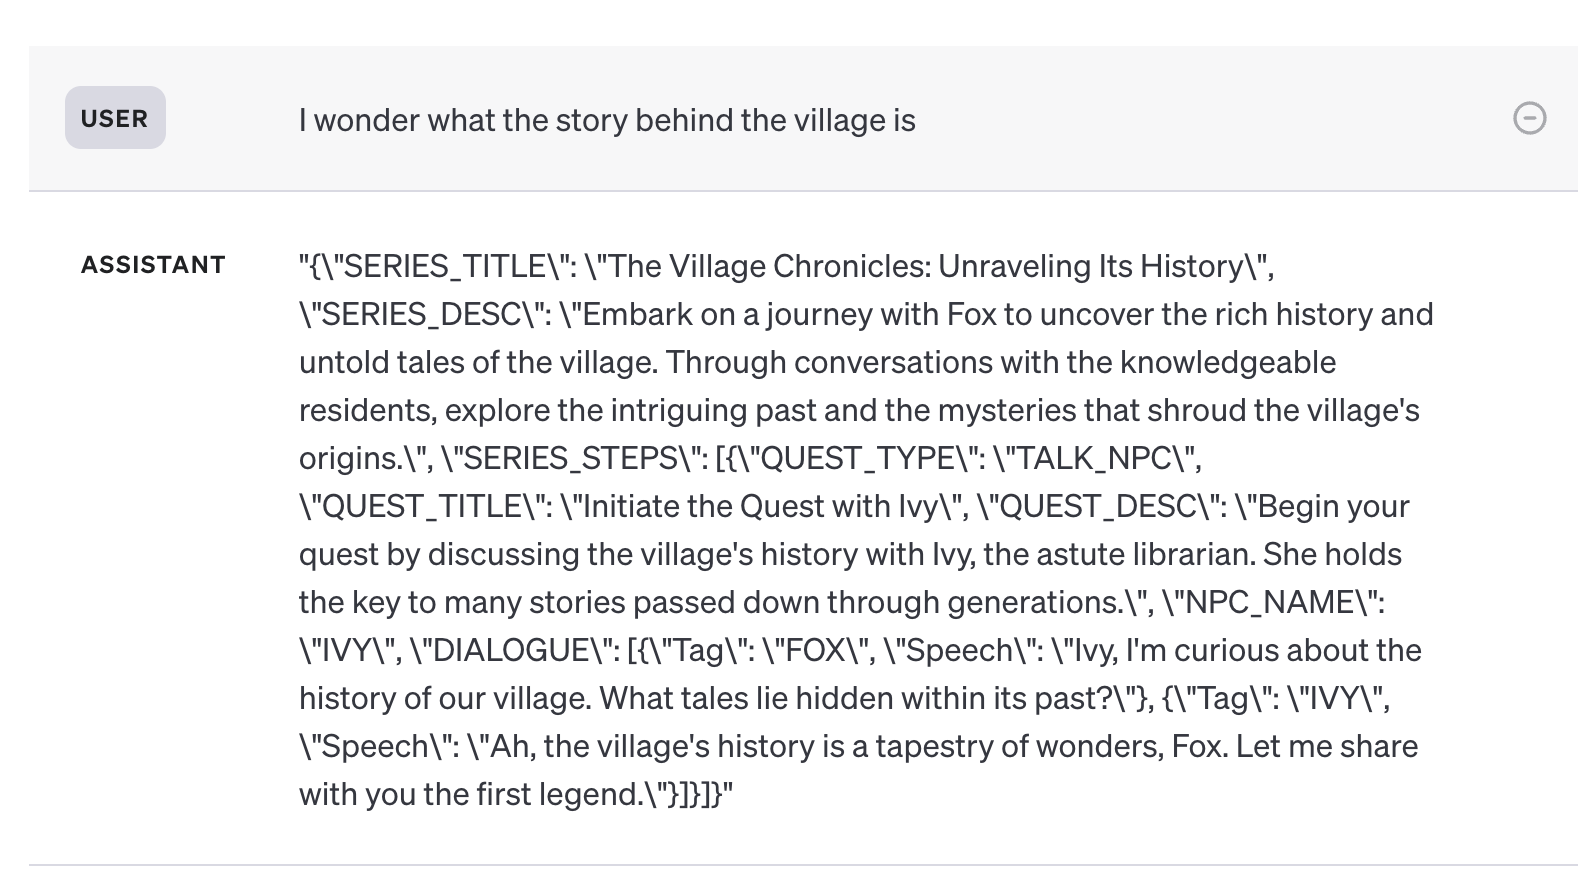 USER
I wonder what the story behind the village is
ASSISTANT
"{\"SERIES_TITLE\": \"The Village Chronicles: Unraveling Its History\",
\"SERIES_DESC\": \"Embark on a journey with Fox to uncover the rich history and
untold tales of the village. Through conversations with the knowledgeable
residents, explore the intriguing past and the mysteries that shroud the village's
origins.\", \"SERIES_STEPS\": [{\"QUEST_TYPE\": \"TALK_NPC\",
\"QUEST_TITLE\": \"Initiate the Quest with Ivy\", \"QUEST_DESC\": \"Begin your
quest by discussing the village's history with Ivy, the astute librarian. She holds
the key to many stories passed down through generations.\", \"NPC_NAME\":
\"IVY\", \"DIALOGUE\": [{\"Tag\": \"FOX\", \"Speech\": \"Ivy, I'm curious about the
history of our village. What tales lie hidden within its past?\"}, {\"Tag\": \"IVY\",
\"Speech\": \"Ah, the village's history is a tapestry of wonders, Fox. Let me share
with you the first legend.\"}]}]}"